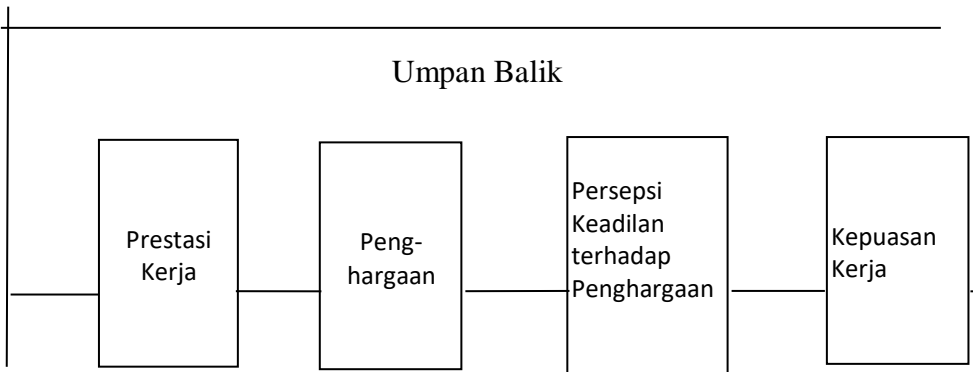 Umpan Balik
Prestasi
Kerja
Peng-
hargaan
Persepsi
Keadilan
terhadap
Penghargaan
Kepuasan
Kerja